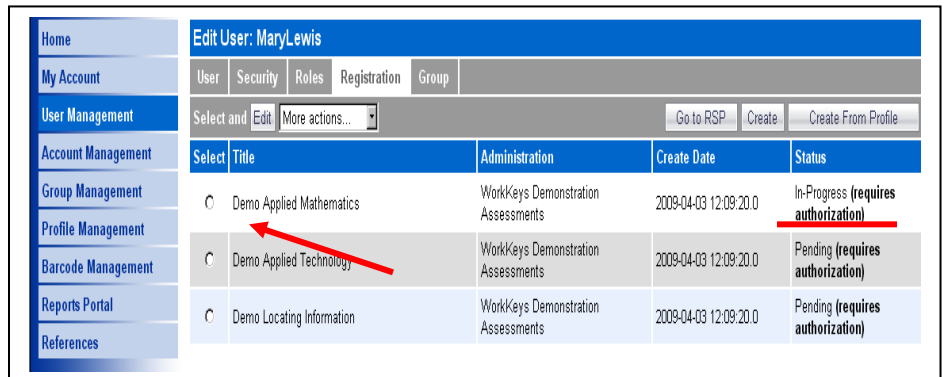 Home
My Account
User Management
Account Management
Group Management
Profile Management
Barcode Management
Reports Portal
References
Edit User: MaryLewis
User Security Roles Registration Group
Select and Edit More actions... Go to RSP Create Create From Profile
Select Title Administration Create Date Status
Demo Applied Mathematics WorkKeys Demonstration 2009-04-03 12:09:20.0 In-Progress (requires
Assessments authorization)
Demo Applied Technology WorkKeys Demonstration 2009-04-03 12:09:20.0 Pending (requires
Assessments authorization)
Demo Locating Information WorkKeys Demonstration 2009-04-03 12:09:20.0 Pending (requires
Assessments authorization)